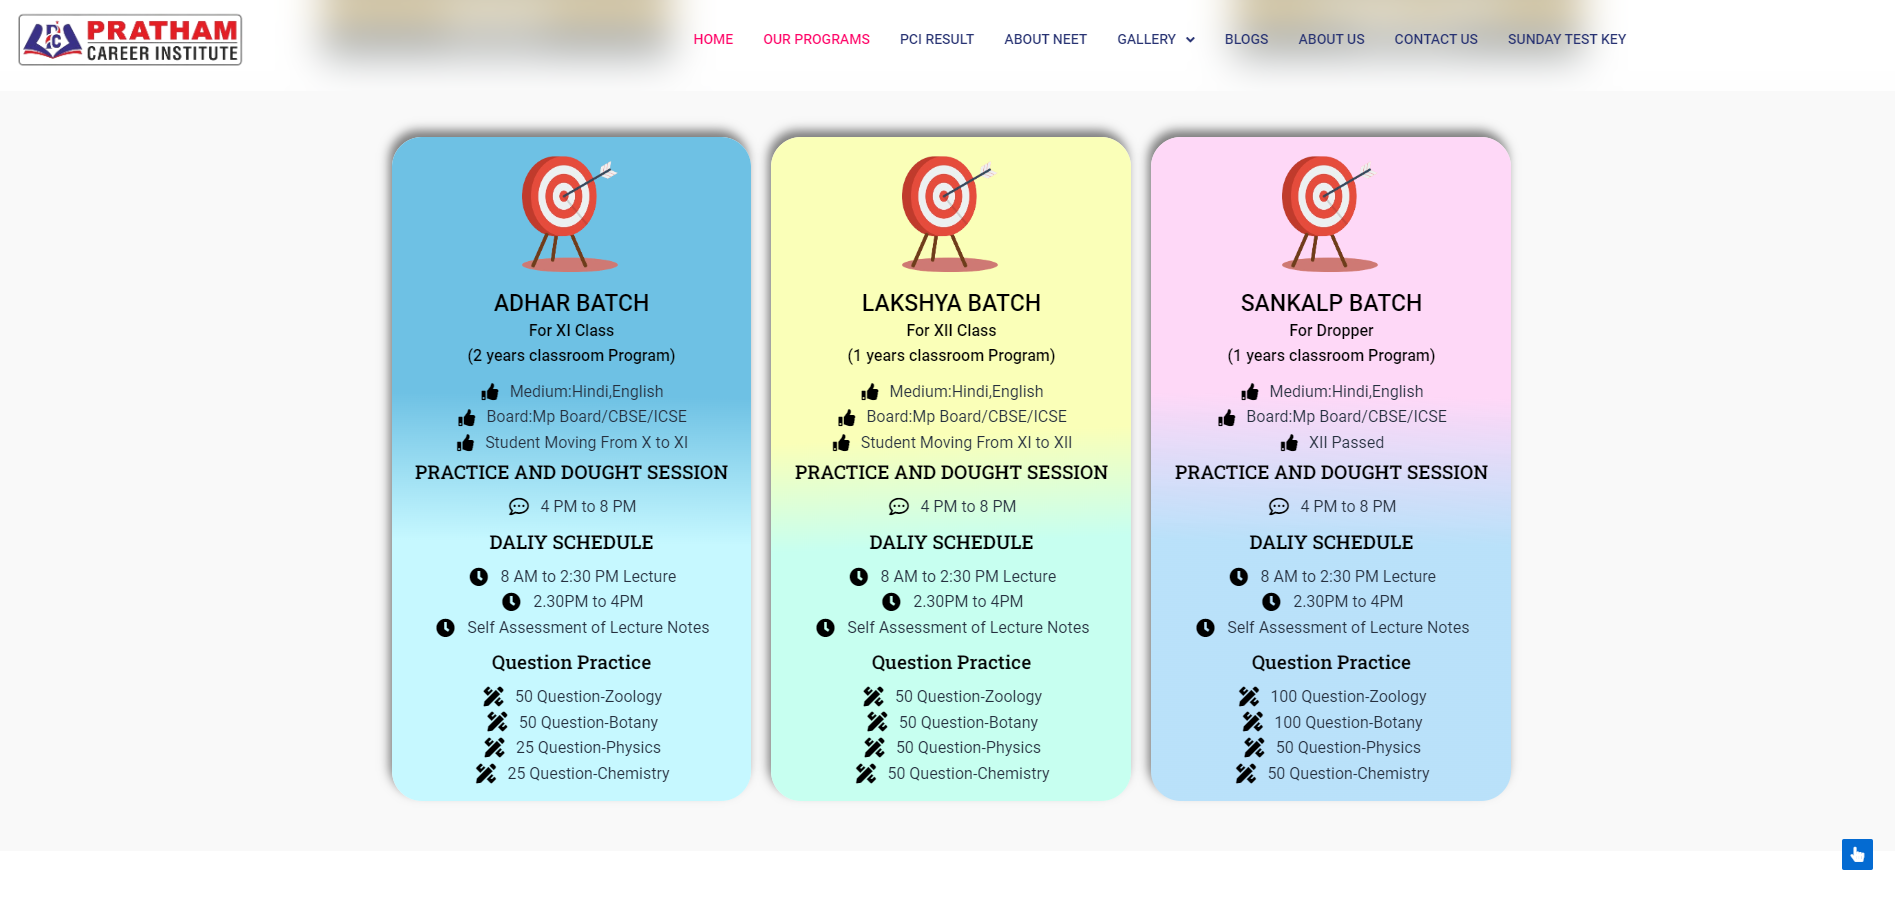 PRATHAM
CAREER INSTITUTE
HOME OUR PROGRAMS PCI RESULT ABOUT NEET GALLERY BLOGS ABOUT US CONTACT US SUNDAY TEST KEY
ADHAR BATCH
For XI Class
(2 years classroom Program)
Medium:Hindi,English
Board:Mp Board/CBSE/ICSE
Student Moving From X to XI
PRACTICE AND DOUGHT SESSION
4 PM to 8 PM
DALIY SCHEDULE
8 AM to 2:30 PM Lecture
2.30PM to 4PM
Self Assessment of Lecture Notes
Question Practice
50 Question-Zoology
50 Question-Botany
25 Question-Physics
25 Question-Chemistry
LAKSHYA BATCH
For XII Class
(1 years classroom Program)
Medium:Hindi,English
Board:Mp Board/CBSE/ICSE
Student Moving From XI to XII
PRACTICE AND DOUGHT SESSION
4 PM to 8 PM
DALIY SCHEDULE
8 AM to 2:30 PM Lecture
2.30PM to 4PM
Self Assessment of Lecture Notes
Question Practice
50 Question-Zoology
50 Question-Botany
50 Question-Physics
50 Question-Chemistry
SANKALP BATCH
For Dropper
(1 years classroom Program)
Medium:Hindi,English
Board:Mp Board/CBSE/ICSE
XII Passed
PRACTICE AND DOUGHT SESSION
4 PM to 8 PM
DALIY SCHEDULE
8 AM to 2:30 PM Lecture
2.30PM to 4PM
Self Assessment of Lecture Notes
Question Practice
100 Question-Zoology
100 Question-Botany
50 Question-Physics
50 Question-Chemistry